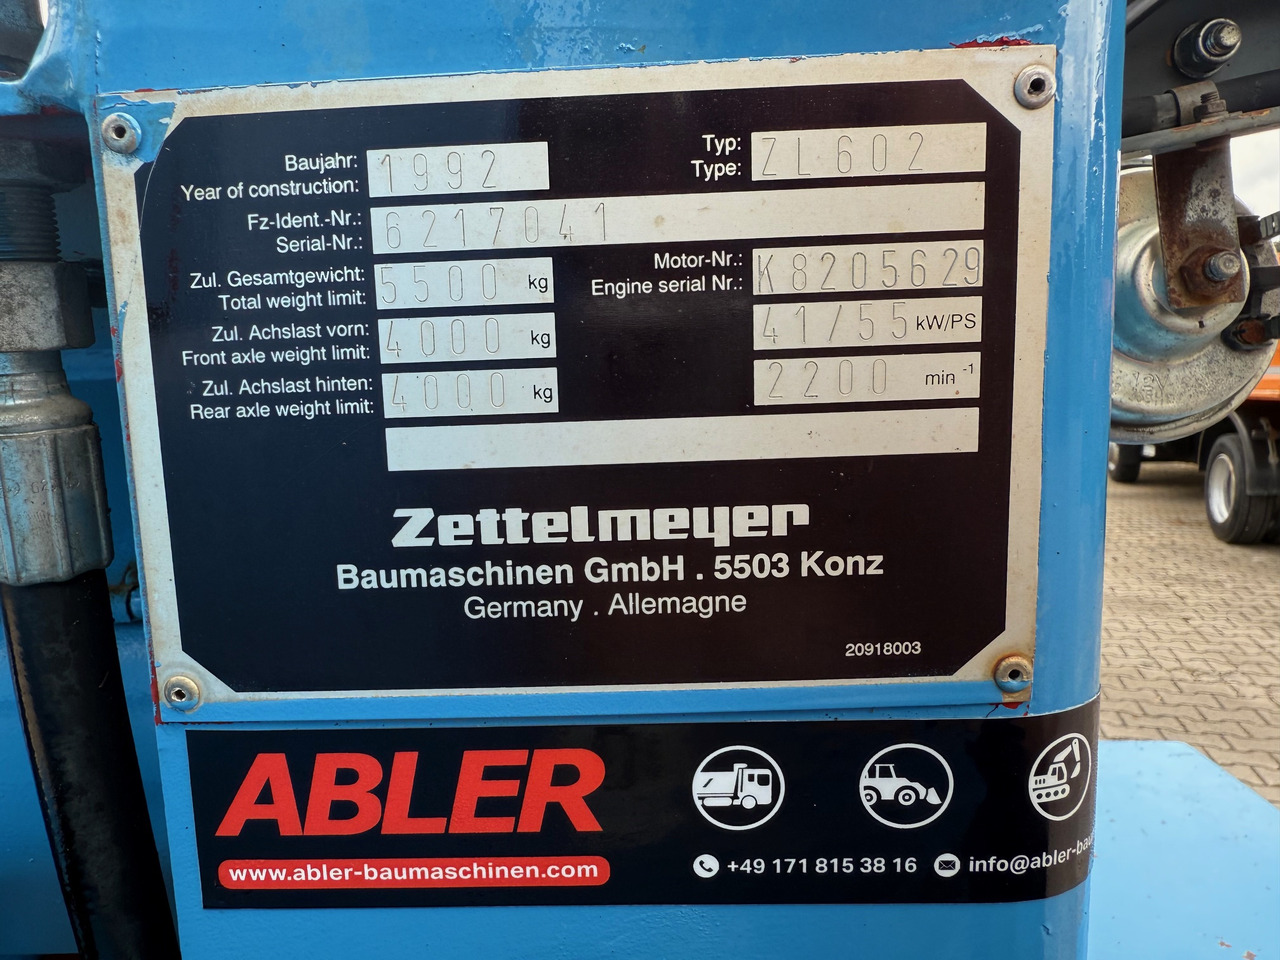 Baujahr: 1992 Typ: ZL602
Year of construction: Type:
Fz-Ident.-Nr.: 6217041
Serial-Nr.:
Zul. Gesamtgewicht: 5500 kg Motor-Nr.: K8205629
Total weight limit: Engine serial Nr.:
Zul. Achslast vorn: 4000 kg 41/55 kW/PS
Front axle weight limit:
Zul. Achslast hinten: 4000 kg 2200 min -1
Rear axle weight limit:
Zettelmeyer
Baumaschinen GmbH . 5503 Konz
Germany . Allemagne
20918003
ABLER
www.abler-baumaschinen.com
+49 171 815 38 16 info@abler-bau